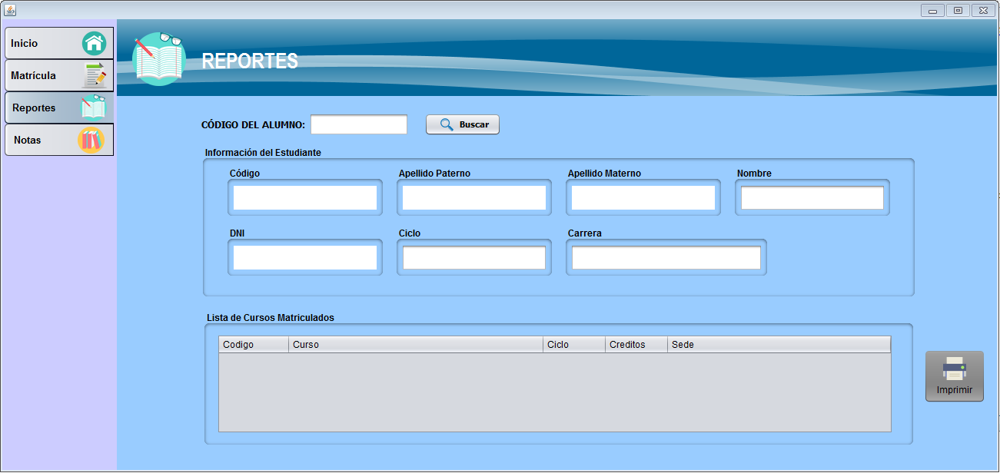 Inicio
Matrícula
Reportes
Notas
REPORTES
CÓDIGO DEL ALUMNO: Buscar
Información del Estudiante
Código Apellido Paterno Apellido Materno Nombre
DNI Ciclo Carrera
Lista de Cursos Matriculados
Codigo Curso Ciclo Creditos Sede
Imprimir